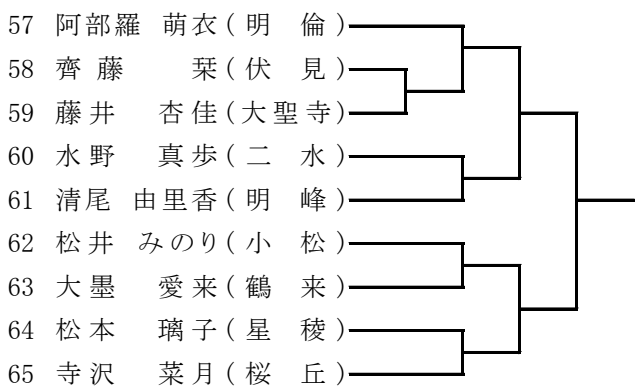 57 阿部羅 萌衣(明 倫)
58 齊藤 栞(伏 見)
59 藤井 杏佳(大聖寺)
60 水野 真歩(二 水)
61 清尾 由里香(明 峰)
62 松井 みのり(小 松)
63 大墨 愛来(鶴 来)
64 松本 璃子(星 稜)
65 寺沢 菜月(桜 丘)